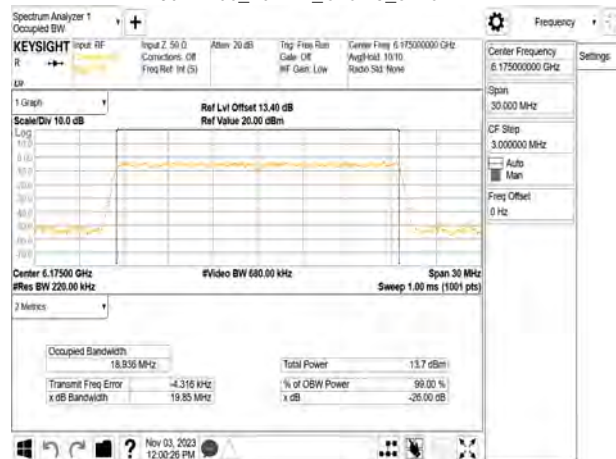 Spectrum Analyzer 1
Occupied BW
+
Frequency
KEYSIGHT
Input: RF
Input Z: 50 Ω
Corrections: Off
Freq Ref: Int (S)
Atten: 20 dB
Trig: Free Run
Gate: Off
#IF Gain: Low
Center Freq: 6.175000000 GHz
Avg|Hold: 10/10
Radio Std: None
R
Center Frequency
6.175000000 GHz
Settings
Span
30.000 MHz
CF Step
3.000000 MHz
Auto
Man
Freq Offset
0 Hz
1 Graph
Scale/Div 10.0 dB
Ref Lvl Offset 13.40 dB
Ref Value 20.00 dBm
Log
10.0
0.00
Center 6.17500 GHz
#Res BW 220.00 kHz
#Video BW 680.00 kHz
Span 30 MHz
Sweep 1.00 ms (1001 pts)
2 Metrics
Occupied Bandwidth
18.936 MHz
Total Power
13.7 dBm
Transmit Freq Error
-4.316 kHz
% of OBW Power
99.00 %
x dB Bandwidth
19.85 MHz
x dB
-26.00 dB
?
Nov 03, 2023
12:00:26 PM